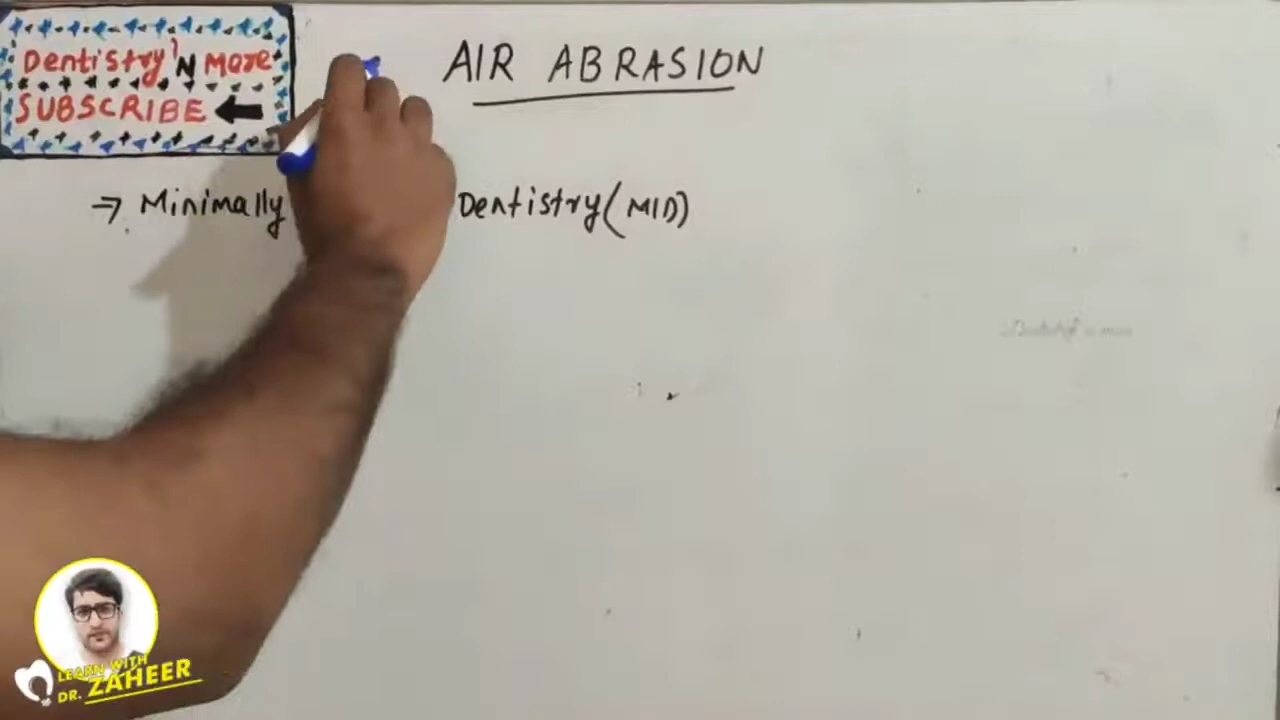 Dentistry'N More
SUBSCRIBE
AIR ABRASION
→ Minimally Dentistry (MID)
LEARN WITH
DR. ZAHEER